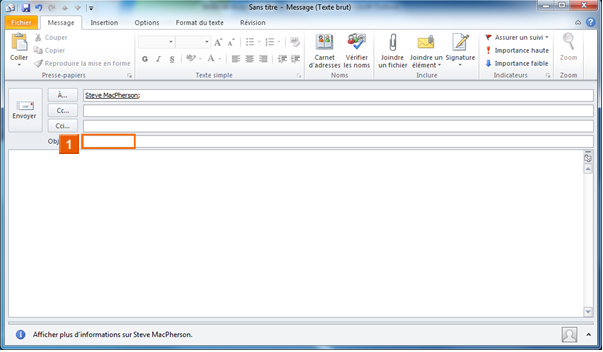 Sans titre - Message (Texte brut)
Fichier Message Insertion Options Format du texte Révision
Coller
Couper
Copier
Reproduire la mise en forme
Presse-papiers
G I S
Texte simple
Carnet d'adresses
Vérifier les noms
Noms
Joindre un fichier
Joindre un élément
Signature
Inclure
Assurer un suivi
Importance haute
Importance faible
Indicateurs
Zoom
Zoom
Envoyer
À...
Steve MacPherson;
Cc...
Cci...
Obj
1
Afficher plus d'informations sur Steve MacPherson.